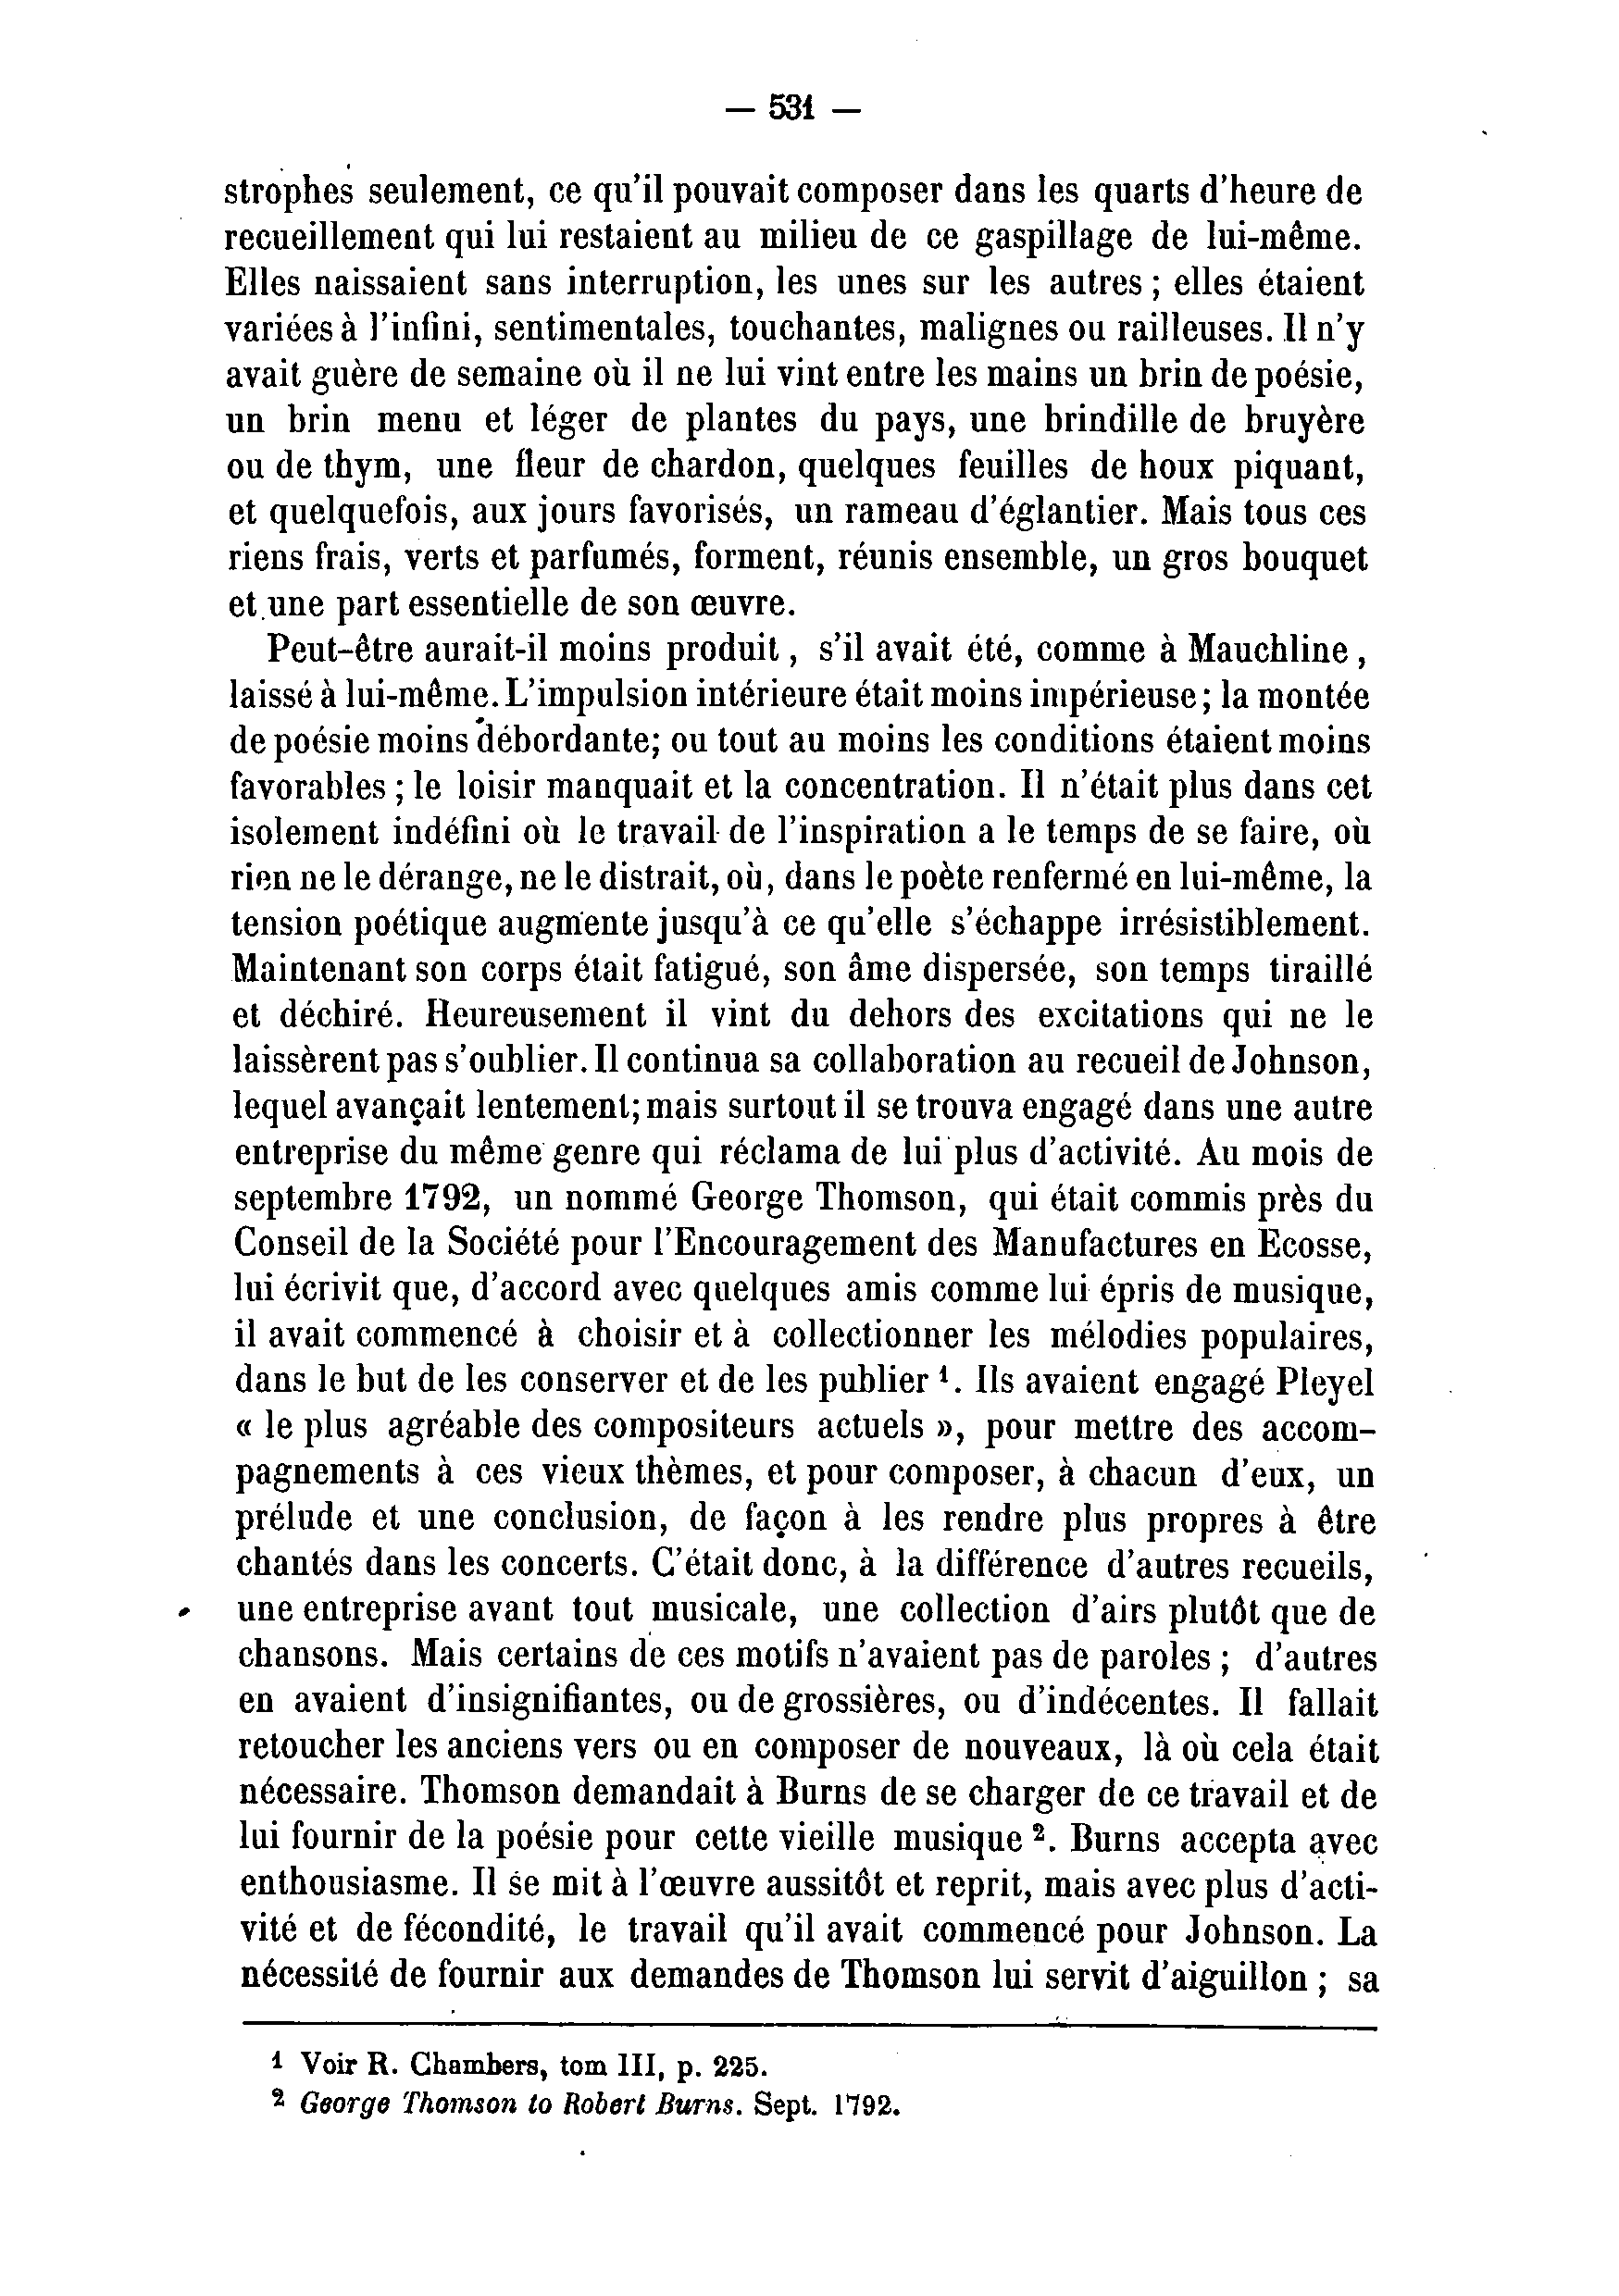 — 531 —
strophes seulement, ce qu'il pouvait composer dans les quarts d'heure de
recueillement qui lui restaient au milieu de ce gaspillage de lui-même.
Elles naissaient sans interruption, les unes sur les autres ; elles étaient
variées à l'infini, sentimentales, touchantes, malignes ou railleuses. Il n'y
avait guère de semaine où il ne lui vint entre les mains un brin de poésie,
un brin menu et léger de plantes du pays, une brindille de bruyère
ou de thym, une fleur de chardon, quelques feuilles de houx piquant,
et quelquefois, aux jours favorisés, un rameau d'églantier. Mais tous ces
riens frais, verts et parfumés, forment, réunis ensemble, un gros bouquet
et une part essentielle de son œuvre.
Peut-être aurait-il moins produit, s'il avait été, comme à Mauchline,
laissé à lui-même. L'impulsion intérieure était moins impérieuse; la montée
de poésie moins débordante; ou tout au moins les conditions étaient moins
favorables ; le loisir manquait et la concentration. Il n'était plus dans cet
isolement indéfini où le travail de l'inspiration a le temps de se faire, où
rien ne le dérange, ne le distrait, où, dans le poète renfermé en lui-même, la
tension poétique augmente jusqu'à ce qu'elle s'échappe irrésistiblement.
Maintenant son corps était fatigué, son âme dispersée, son temps tiraillé
et déchiré. Heureusement il vint du dehors des excitations qui ne le
laissèrent pas s'oublier. Il continua sa collaboration au recueil de Johnson,
lequel avançait lentement; mais surtout il se trouva engagé dans une autre
entreprise du même genre qui réclama de lui plus d'activité. Au mois de
septembre 1792, un nommé George Thomson, qui était commis près du
Conseil de la Société pour l'Encouragement des Manufactures en Ecosse,
lui écrivit que, d'accord avec quelques amis comme lui épris de musique,
il avait commencé à choisir et à collectionner les mélodies populaires,
dans le but de les conserver et de les publier ¹. Ils avaient engagé Pleyel
« le plus agréable des compositeurs actuels », pour mettre des accom-
pagnements à ces vieux thèmes, et pour composer, à chacun d'eux, un
prélude et une conclusion, de façon à les rendre plus propres à être
chantés dans les concerts. C'était donc, à la différence d'autres recueils,
une entreprise avant tout musicale, une collection d'airs plutôt que de
chansons. Mais certains de ces motifs n'avaient pas de paroles ; d'autres
en avaient d'insignifiantes, ou de grossières, ou d'indécentes. Il fallait
retoucher les anciens vers ou en composer de nouveaux, là où cela était
nécessaire. Thomson demandait à Burns de se charger de ce travail et de
lui fournir de la poésie pour cette vieille musique ². Burns accepta avec
enthousiasme. Il se mit à l'œuvre aussitôt et reprit, mais avec plus d'acti-
vité et de fécondité, le travail qu'il avait commencé pour Johnson. La
nécessité de fournir aux demandes de Thomson lui servit d'aiguillon ; sa
¹ Voir R. Chambers, tom III, p. 225.
² George Thomson to Robert Burns. Sept. 1792.